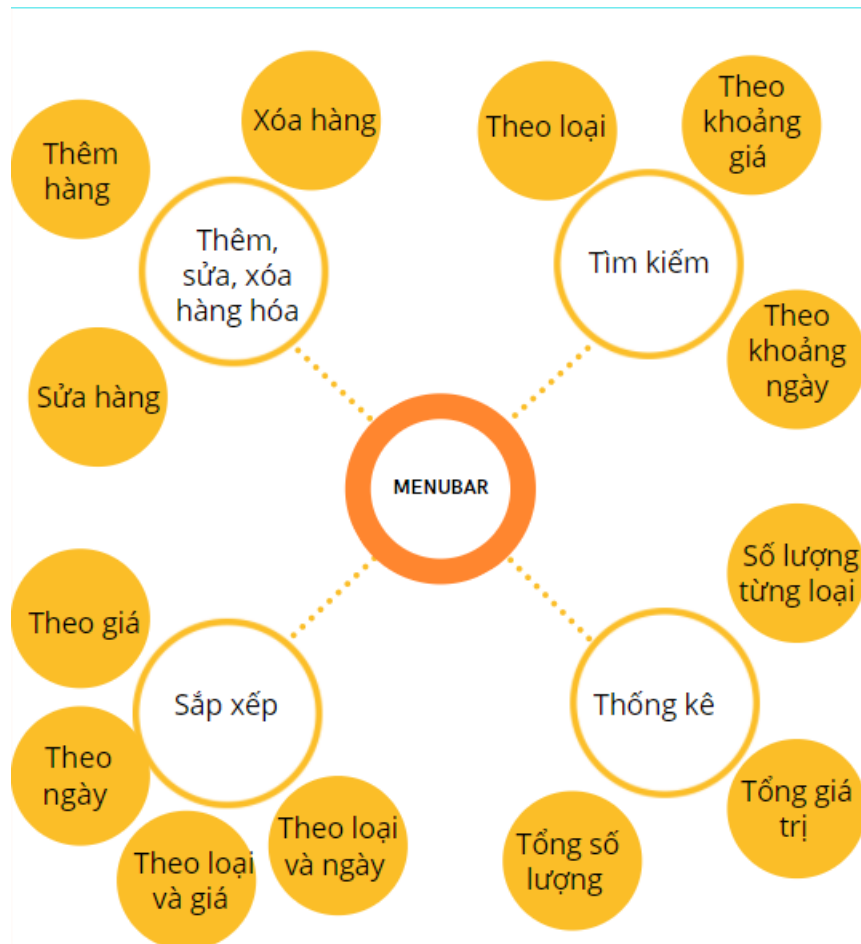 Xóa hàng
Thêm
hàng
Thêm,
sửa, xóa
hàng hóa
Sửa hàng
Theo loại
Theo
khoảng
giá
Tìm kiếm
Theo
khoảng
ngày
MENUBAR
Theo giá
Sắp xếp
Theo
ngày
Theo loại
và giá
Theo loại
và ngày
Số lượng
từng loại
Thống kê
Tổng giá
trị
Tổng số
lượng